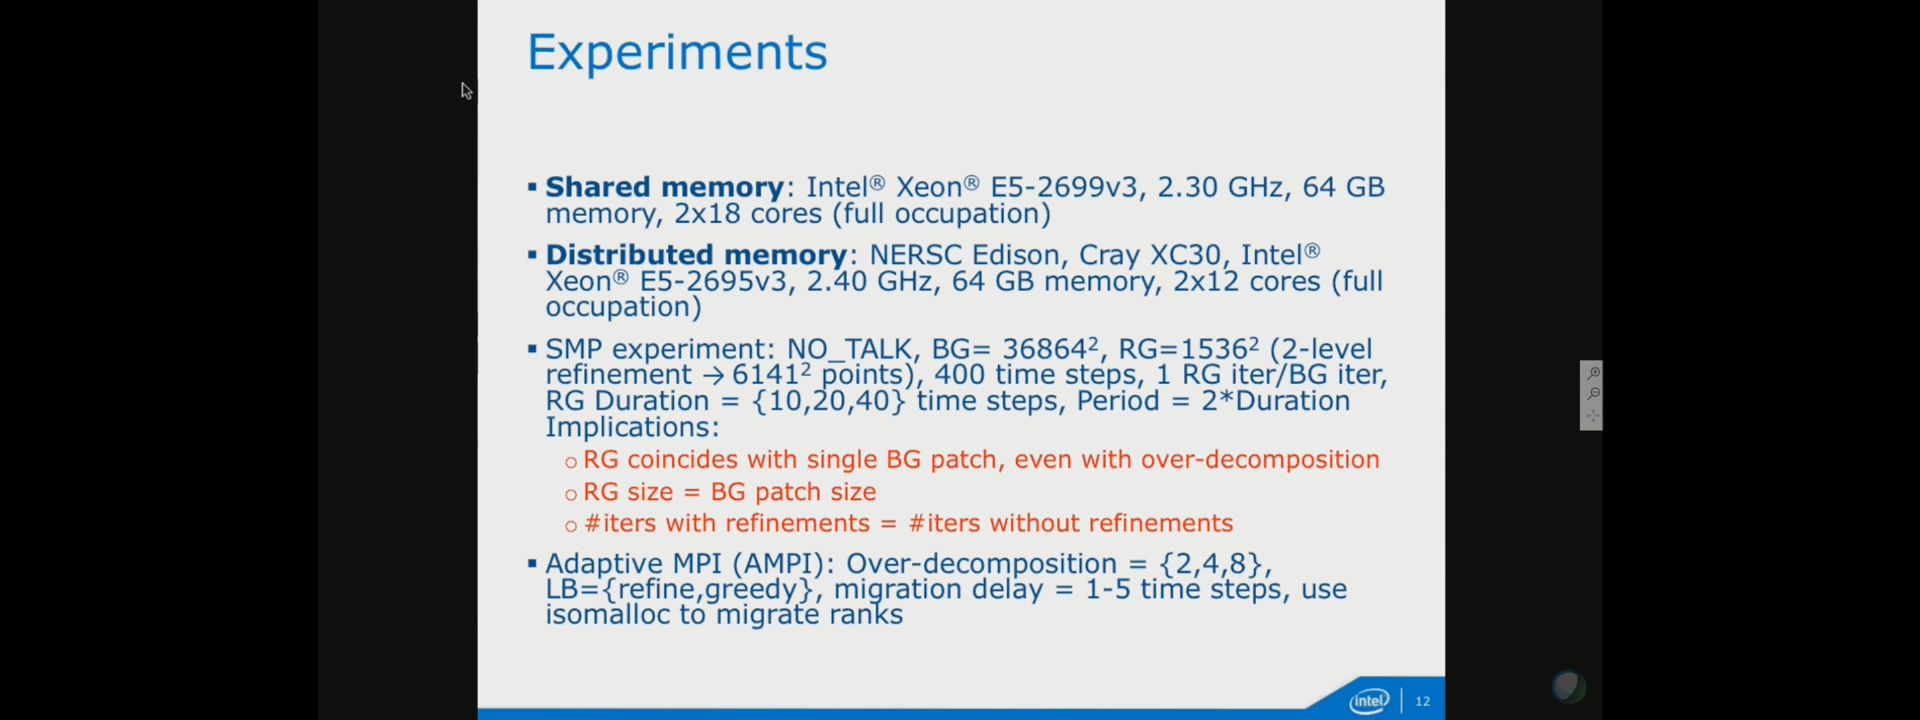 Experiments
▪ Shared memory: Intel® Xeon® E5-2699v3, 2.30 GHz, 64 GB
memory, 2x18 cores (full occupation)
▪ Distributed memory: NERSC Edison, Cray XC30, Intel®
Xeon® E5-2695v3, 2.40 GHz, 64 GB memory, 2x12 cores (full
occupation)
▪ SMP experiment: NO_TALK, BG= 36864², RG=1536² (2-level
refinement → 6141² points), 400 time steps, 1 RG iter/BG iter,
RG Duration = {10,20,40} time steps, Period = 2*Duration
Implications:
○ RG coincides with single BG patch, even with over-decomposition
○ RG size = BG patch size
○ #iters with refinements = #iters without refinements
▪ Adaptive MPI (AMPI): Over-decomposition = {2,4,8},
LB={refine,greedy}, migration delay = 1-5 time steps, use
isomalloc to migrate ranks
intel
12